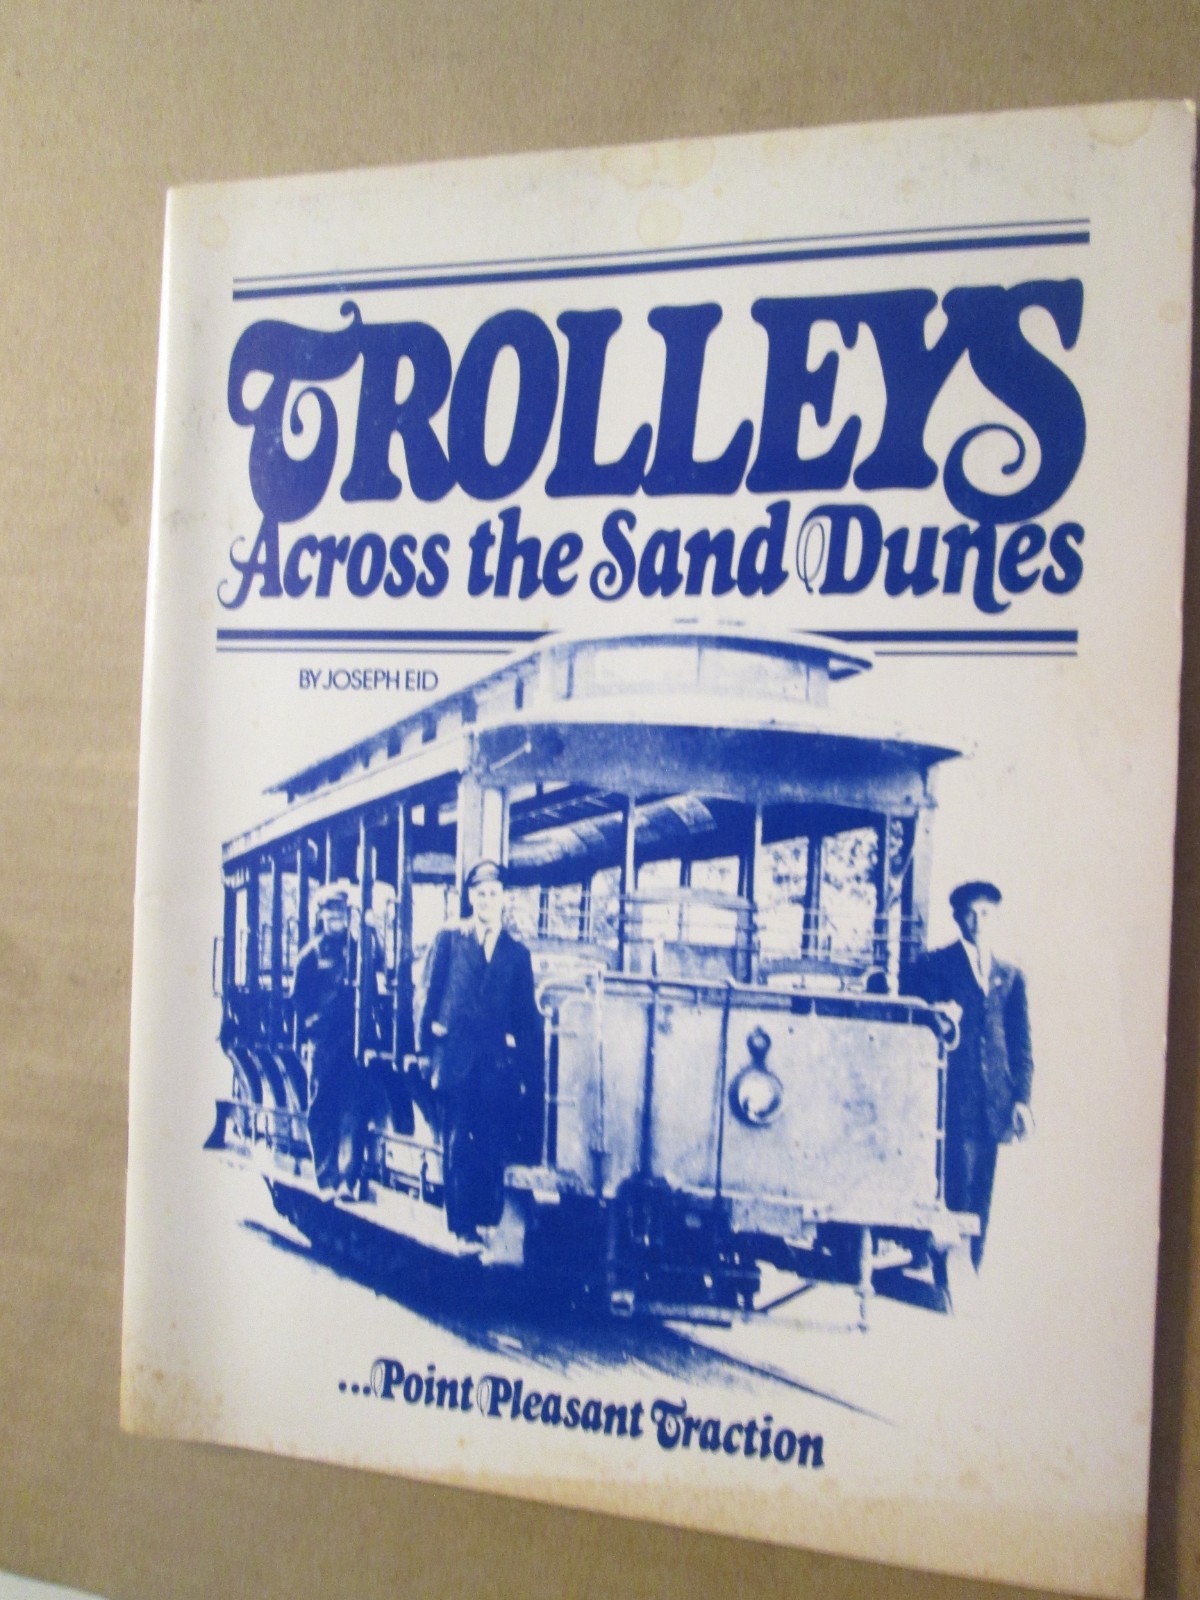 TROLLEYS
Across the Sand Dunes
BY JOSEPH EID
...Point Pleasant Traction